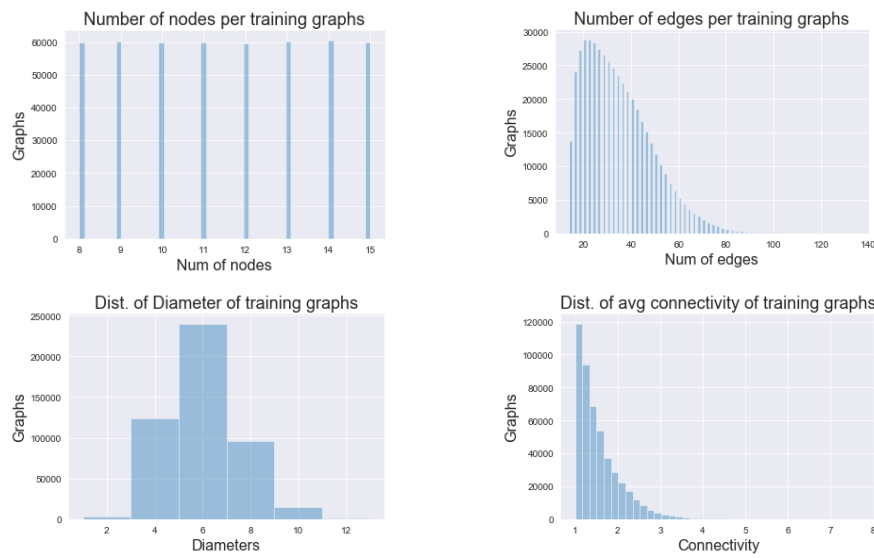 Number of nodes per training graphs
60000
50000
40000
30000
20000
10000
0
Graphs
8 9 10 11 12 13 14 15
Num of nodes
Number of edges per training graphs
30000
25000
20000
15000
10000
5000
0
Graphs
20 40 60 80 100 120 140
Num of edges
Dist. of Diameter of training graphs
250000
200000
150000
100000
50000
0
Graphs
2 4 6 8 10 12
Diameters
Dist. of avg connectivity of training graphs
120000
100000
80000
60000
40000
20000
0
Graphs
1 2 3 4 5 6 7 8
Connectivity